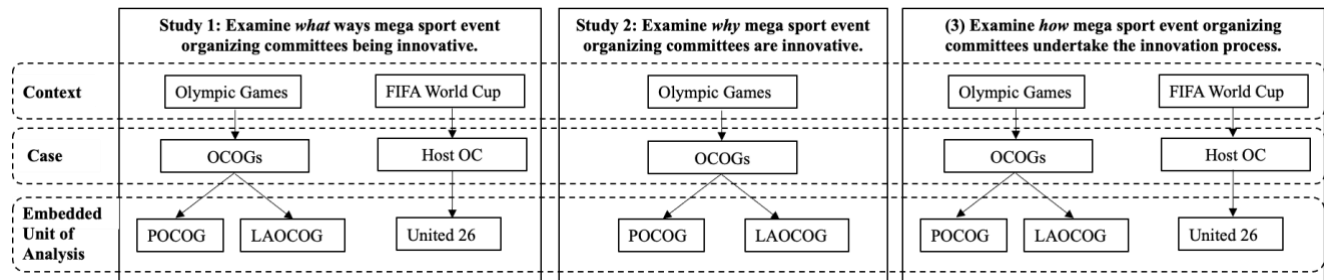 Study 1: Examine what ways mega sport event
organizing committees being innovative.
Study 2: Examine why mega sport event
organizing committees are innovative.
(3) Examine how mega sport event organizing
committees undertake the innovation process.
Context
Olympic Games
FIFA World Cup
Olympic Games
Olympic Games
FIFA World Cup
Case
OCOGs
Host OC
OCOGs
OCOGs
Host OC
Embedded
Unit of
Analysis
POCOG
LAOCOG
United 26
POCOG
LAOCOG
POCOG
LAOCOG
United 26